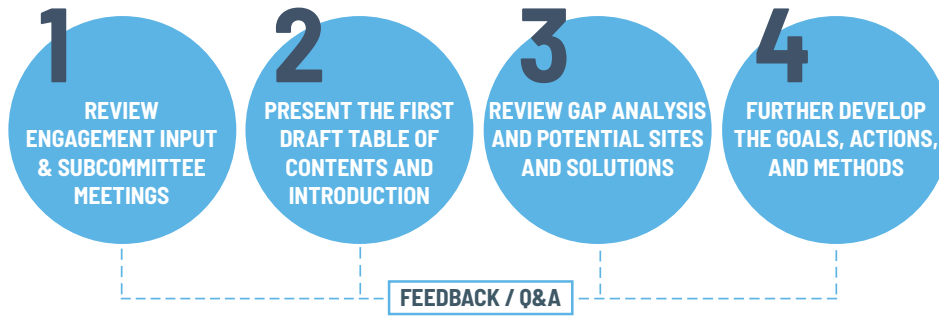 1
REVIEW
ENGAGEMENT INPUT
& SUBCOMMITTEE
MEETINGS
2
PRESENT THE FIRST
DRAFT TABLE OF
CONTENTS AND
INTRODUCTION
3
REVIEW GAP ANALYSIS
AND POTENTIAL SITES
AND SOLUTIONS
4
FURTHER DEVELOP
THE GOALS, ACTIONS,
AND METHODS
FEEDBACK / Q&A